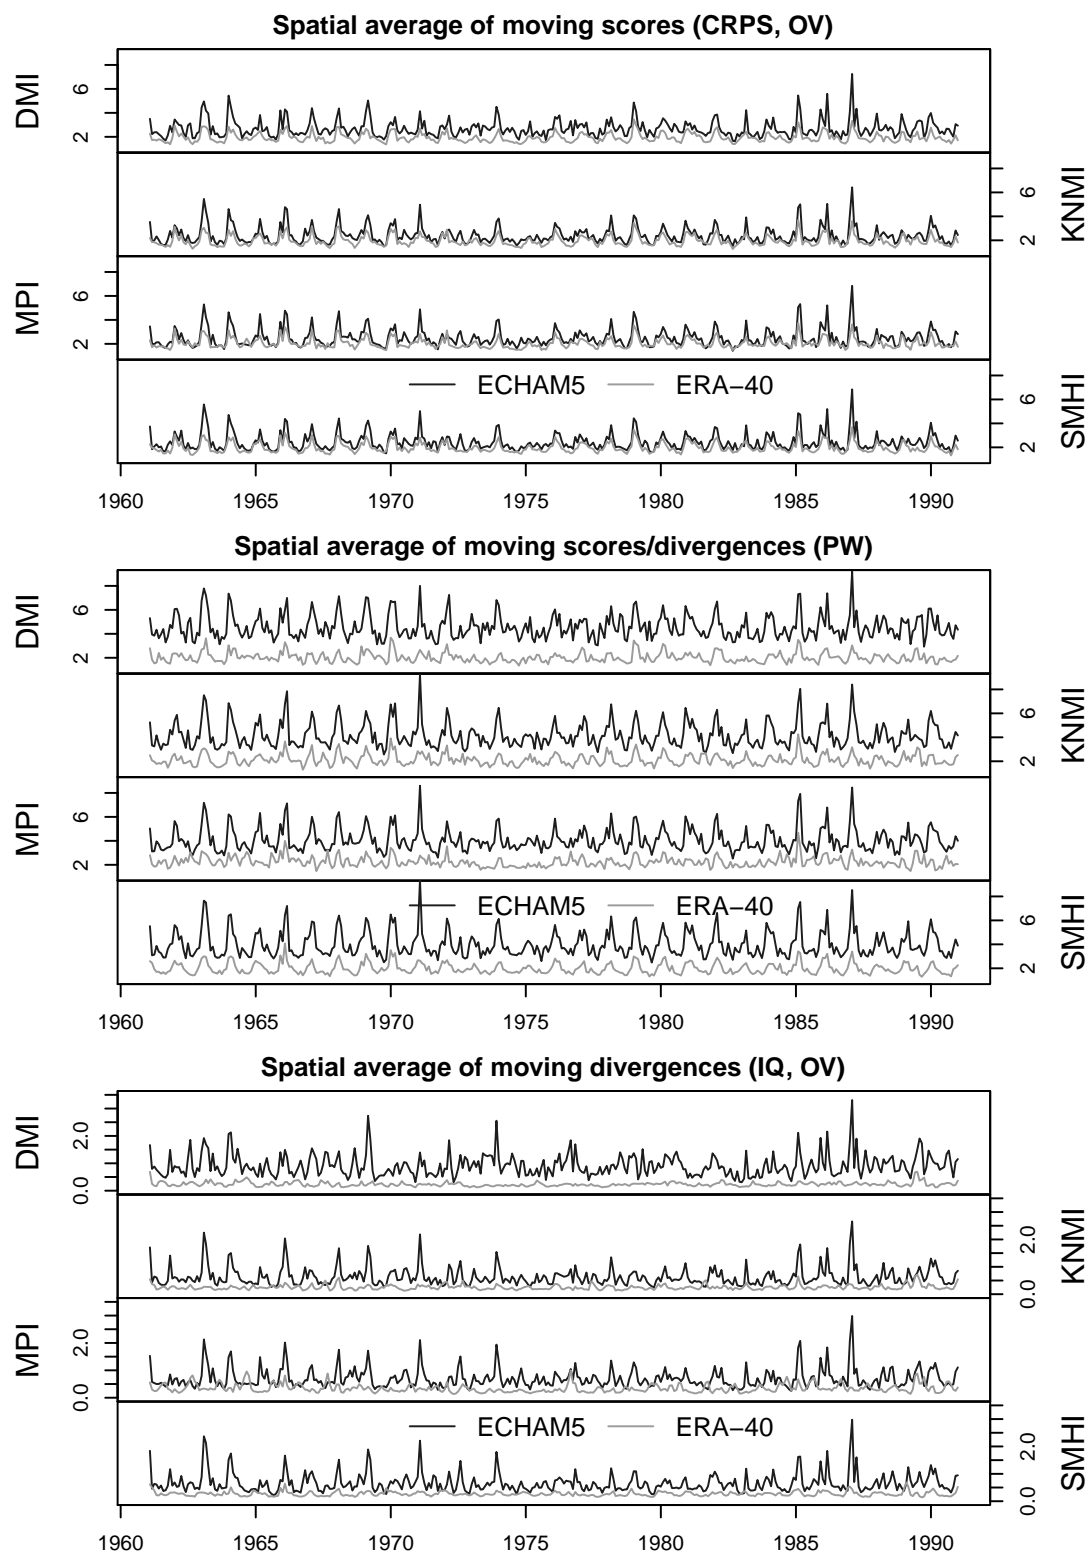 Spatial average of moving scores (CRPS, OV)
DMI
2 6
KNMI
2 6
MPI
2 6
ECHAM5 ERA−40
SMHI
2 6
1960 1965 1970 1975 1980 1985 1990
Spatial average of moving scores/divergences (PW)
DMI
2 6
KNMI
2 6
MPI
2 6
ECHAM5 ERA−40
SMHI
2 6
1960 1965 1970 1975 1980 1985 1990
Spatial average of moving divergences (IQ, OV)
DMI
0.0 2.0
KNMI
0.0 2.0
MPI
0.0 2.0
ECHAM5 ERA−40
SMHI
0.0 2.0
1960 1965 1970 1975 1980 1985 1990